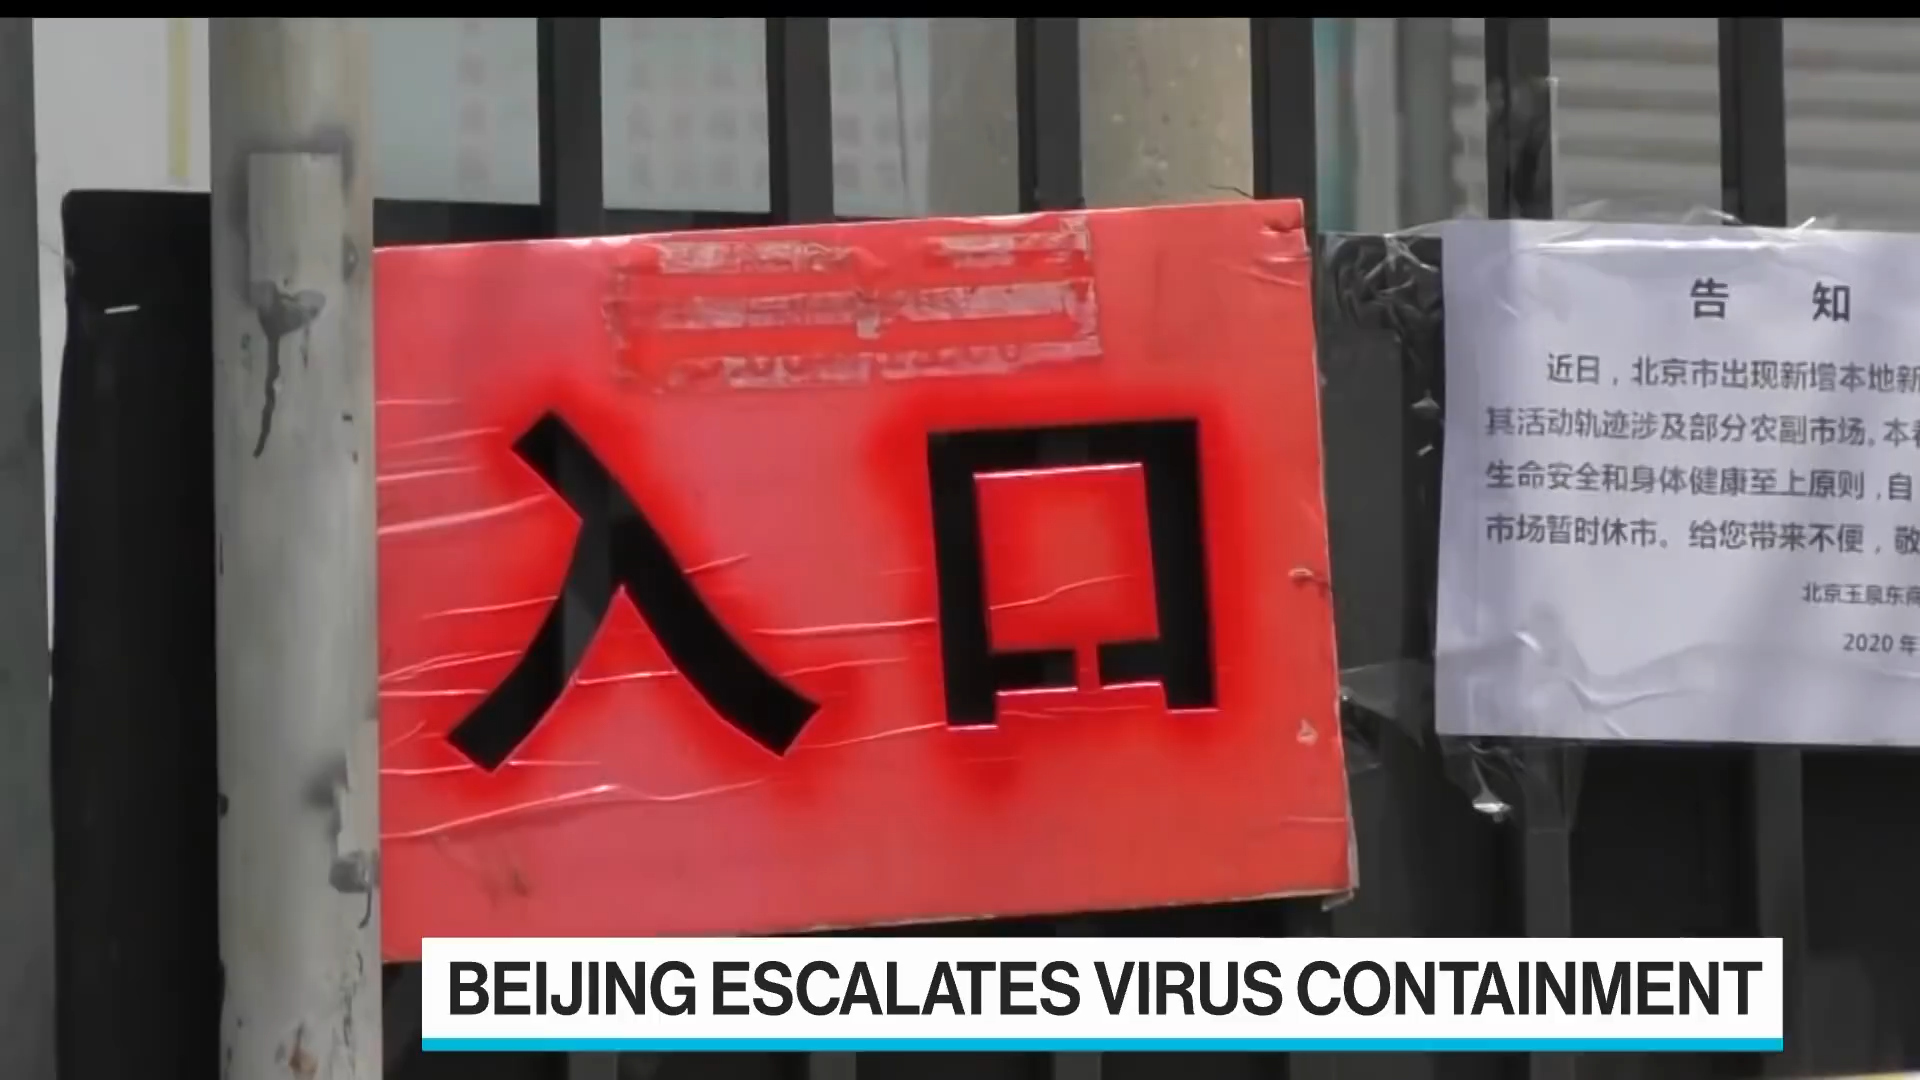 入口
告 知
近日，北京市出现新增本地新
其活动轨迹涉及部分农副市场。本
生命安全和身体健康至上原则，自
市场暂时休市。给您带来不便，敬
北京玉泉东商
2020 年
BEIJING ESCALATES VIRUS CONTAINMENT